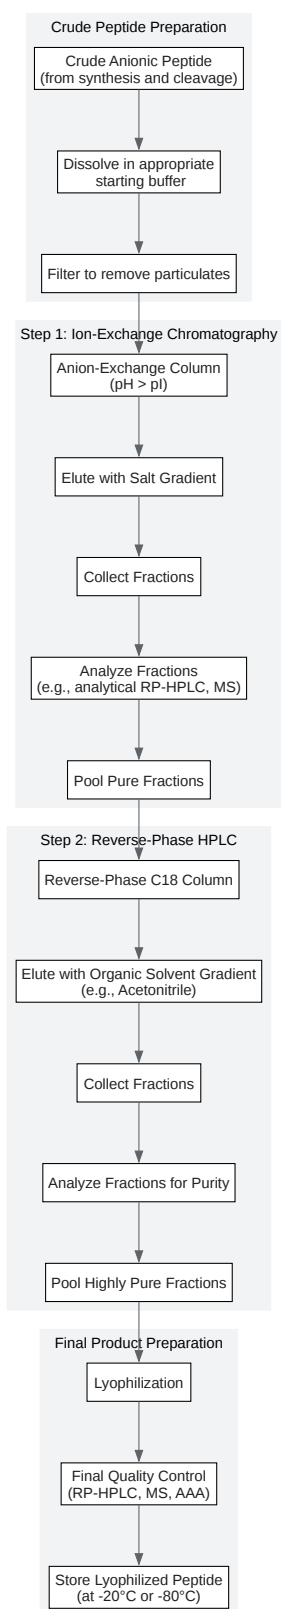 Crude Peptide Preparation
Crude Anionic Peptide
(from synthesis and cleavage)
Dissolve in appropriate
starting buffer
Filter to remove particulates
Step 1: Ion-Exchange Chromatography
Anion-Exchange Column
(pH > pI)
Elute with Salt Gradient
Collect Fractions
Analyze Fractions
(e.g., analytical RP-HPLC, MS)
Pool Pure Fractions
Step 2: Reverse-Phase HPLC
Reverse-Phase C18 Column
Elute with Organic Solvent Gradient
(e.g., Acetonitrile)
Collect Fractions
Analyze Fractions for Purity
Pool Highly Pure Fractions
Final Product Preparation
Lyophilization
Final Quality Control
(RP-HPLC, MS, AAA)
Store Lyophilized Peptide
(at -20°C or -80°C)